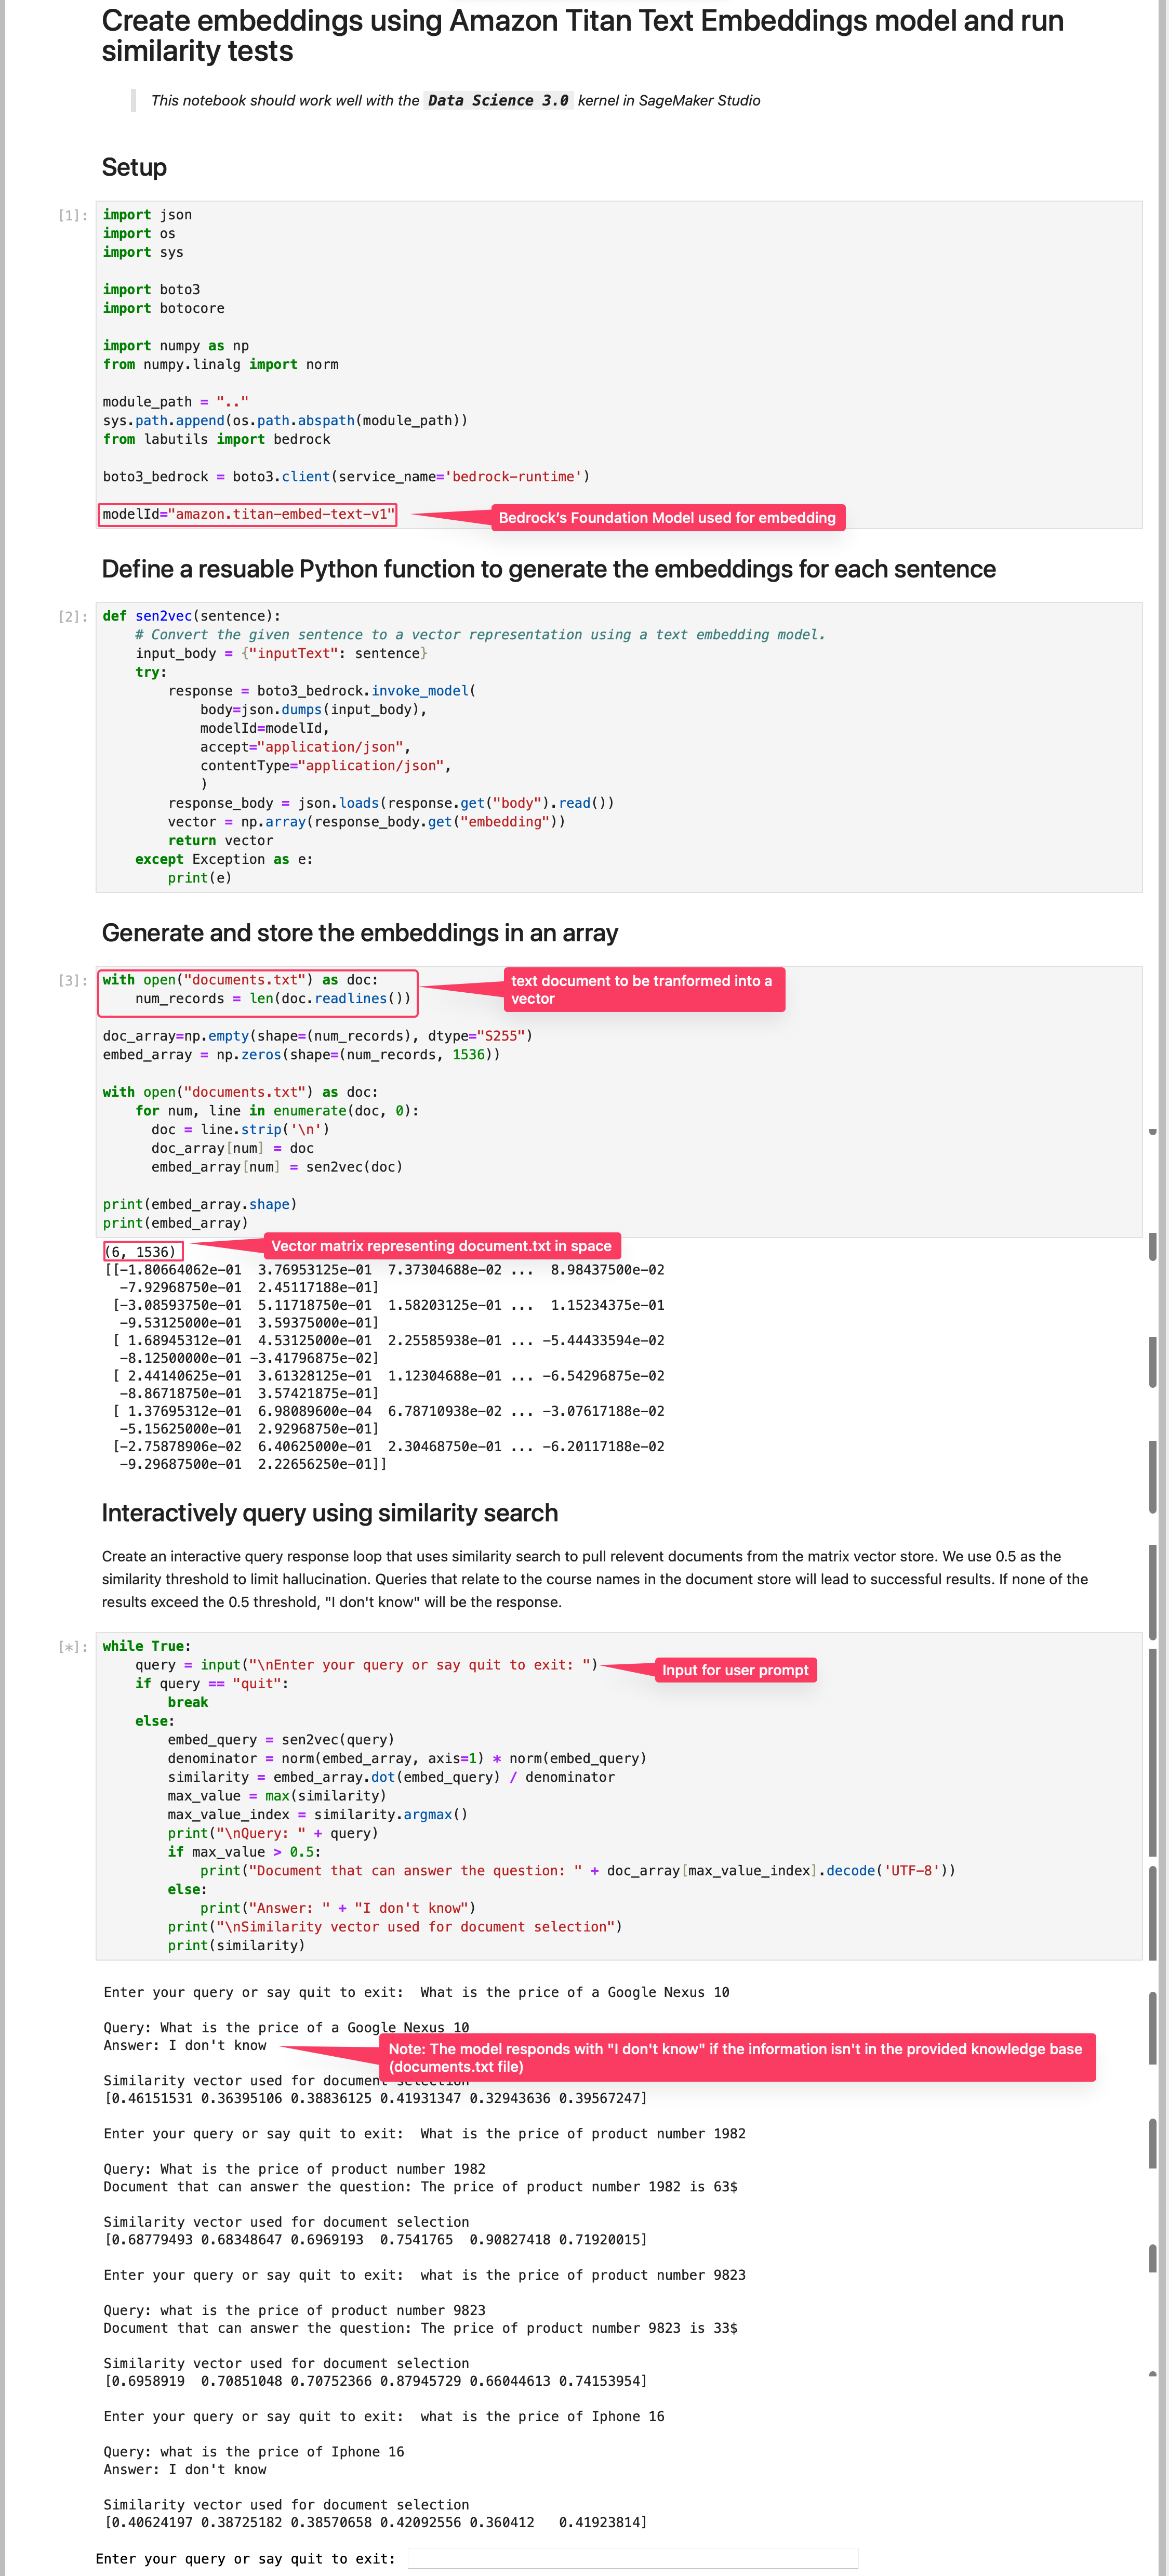 Create embeddings using Amazon Titan Text Embeddings model and run
similarity tests
This notebook should work well with the Data Science 3.0 kernel in SageMaker Studio
Setup
[1]:
import json
import os
import sys
import boto3
import botocore
import numpy as np
from numpy.linalg import norm
module_path = ".."
sys.path.append(os.path.abspath(module_path))
from labutils import bedrock
boto3_bedrock = boto3.client(service_name='bedrock-runtime')
modelId="amazon.titan-embed-text-v1"
Bedrock's Foundation Model used for embedding
Define a resuable Python function to generate the embeddings for each sentence
[2]:
def sen2vec(sentence):
    # Convert the given sentence to a vector representation using a text embedding model.
    input_body = {"inputText": sentence}
    try:
        response = boto3_bedrock.invoke_model(
            body=json.dumps(input_body),
            modelId=modelId,
            accept="application/json",
            contentType="application/json",
            )
        response_body = json.loads(response.get("body").read())
        vector = np.array(response_body.get("embedding"))
        return vector
    except Exception as e:
        print(e)
Generate and store the embeddings in an array
[3]:
with open("documents.txt") as doc:
    num_records = len(doc.readlines())
text document to be tranformed into a
vector
doc_array=np.empty(shape=(num_records), dtype="S255")
embed_array = np.zeros(shape=(num_records, 1536))
with open("documents.txt") as doc:
    for num, line in enumerate(doc, 0):
      doc = line.strip('\n')
      doc_array[num] = doc
      embed_array[num] = sen2vec(doc)
print(embed_array.shape)
print(embed_array)
(6, 1536)
Vector matrix representing document.txt in space
[[-1.80664062e-01  3.76953125e-01  7.37304688e-02 ...  8.98437500e-02
  -7.92968750e-01  2.45117188e-01]
 [-3.08593750e-01  5.11718750e-01  1.58203125e-01 ...  1.15234375e-01
  -9.53125000e-01  3.59375000e-01]
 [ 1.68945312e-01  4.53125000e-01  2.25585938e-01 ... -5.44433594e-02
  -8.12500000e-01 -3.41796875e-02]
 [ 2.44140625e-01  3.61328125e-01  1.12304688e-01 ... -6.54296875e-02
  -8.86718750e-01  3.57421875e-01]
 [ 1.37695312e-01  6.98089600e-04  6.78710938e-02 ... -3.07617188e-02
  -5.15625000e-01  2.92968750e-01]
 [-2.75878906e-02  6.40625000e-01  2.30468750e-01 ... -6.20117188e-02
  -9.29687500e-01  2.22656250e-01]]
Interactively query using similarity search
Create an interactive query response loop that uses similarity search to pull relevent documents from the matrix vector store. We use 0.5 as the
similarity threshold to limit hallucination. Queries that relate to the course names in the document store will lead to successful results. If none of the
results exceed the 0.5 threshold, "I don't know" will be the response.
[*]:
while True:
    query = input("\nEnter your query or say quit to exit: ")
Input for user prompt
    if query == "quit":
        break
    else:
        embed_query = sen2vec(query)
        denominator = norm(embed_array, axis=1) * norm(embed_query)
        similarity = embed_array.dot(embed_query) / denominator
        max_value = max(similarity)
        max_value_index = similarity.argmax()
        print("\nQuery: " + query)
        if max_value > 0.5:
            print("Document that can answer the question: " + doc_array[max_value_index].decode('UTF-8'))
        else:
            print("Answer: " + "I don't know")
        print("\nSimilarity vector used for document selection")
        print(similarity)
Enter your query or say quit to exit:  What is the price of a Google Nexus 10
Query: What is the price of a Google Nexus 10
Answer: I don't know
Note: The model responds with "I don't know" if the information isn't in the provided knowledge base
(documents.txt file)
Similarity vector used for document selection
[0.46151531 0.36395106 0.38836125 0.41931347 0.32943636 0.39567247]
Enter your query or say quit to exit:  What is the price of product number 1982
Query: What is the price of product number 1982
Document that can answer the question: The price of product number 1982 is 63$
Similarity vector used for document selection
[0.68779493 0.68348647 0.6969193  0.7541765  0.90827418 0.71920015]
Enter your query or say quit to exit:  what is the price of product number 9823
Query: what is the price of product number 9823
Document that can answer the question: The price of product number 9823 is 33$
Similarity vector used for document selection
[0.6958919  0.70851048 0.70752366 0.87945729 0.66044613 0.74153954]
Enter your query or say quit to exit:  what is the price of Iphone 16
Query: what is the price of Iphone 16
Answer: I don't know
Similarity vector used for document selection
[0.40624197 0.38725182 0.38570658 0.42092556 0.360412   0.41923814]
Enter your query or say quit to exit: